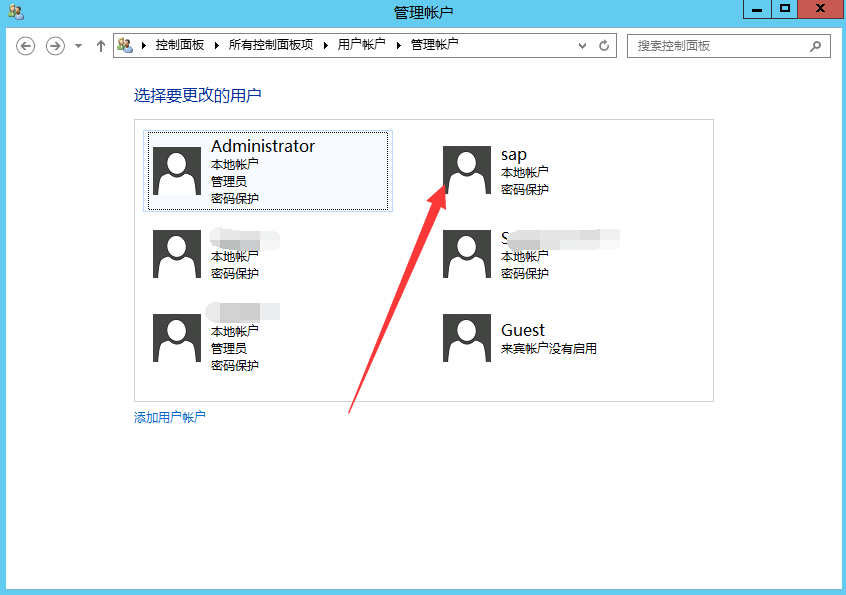 管理帐户
控制面板 所有控制面板项 用户帐户 管理帐户
搜索控制面板
选择要更改的用户
Administrator
本地帐户
管理员
密码保护
sap
本地帐户
密码保护
本地帐户
密码保护
S
本地帐户
密码保护
本地帐户
管理员
密码保护
Guest
来宾帐户没有启用
添加用户帐户